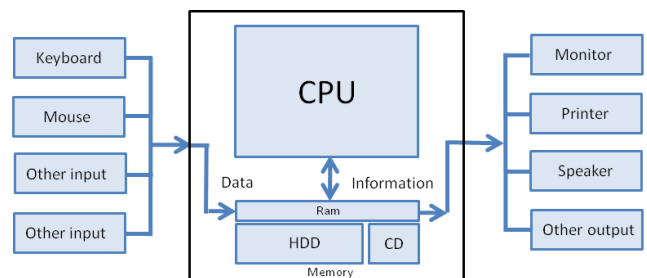 Keyboard
Mouse
Other input
Other input
CPU
Data
Information
Ram
HDD
CD
Memory
Monitor
Printer
Speaker
Other output